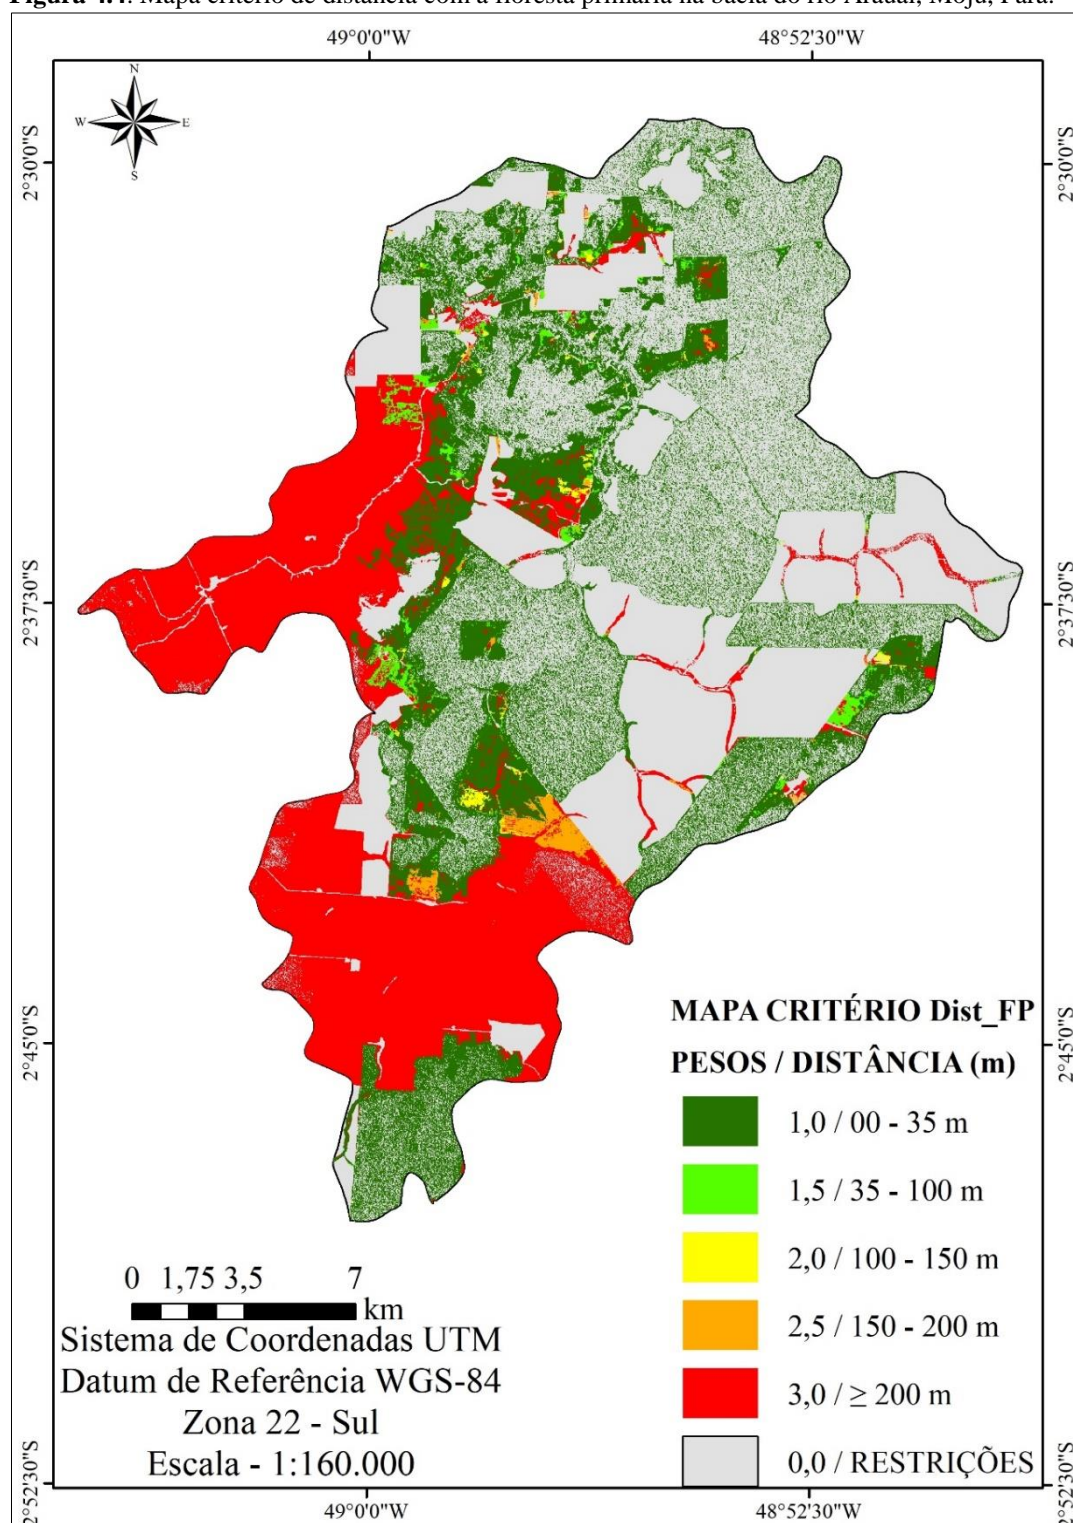 Figura 4.4. Mapa critério de distância com a floresta primária na bacia do rio Arauaí, Moju, Pará.
49°0'0"W
48°52'30"W
N
W
E
S
2°30'0"S
2°30'0"S
2°37'30"S
2°37'30"S
2°45'0"S
2°45'0"S
MAPA CRITÉRIO Dist_FP
PESOS / DISTÂNCIA (m)
1,0 / 00 - 35 m
1,5 / 35 - 100 m
2,0 / 100 - 150 m
2,5 / 150 - 200 m
3,0 / ≥ 200 m
0,0 / RESTRIÇÕES
0 1,75 3,5 7
km
Sistema de Coordenadas UTM
Datum de Referência WGS-84
Zona 22 - Sul
Escala - 1:160.000
2°52'30"S
2°52'30"S
49°0'0"W
48°52'30"W